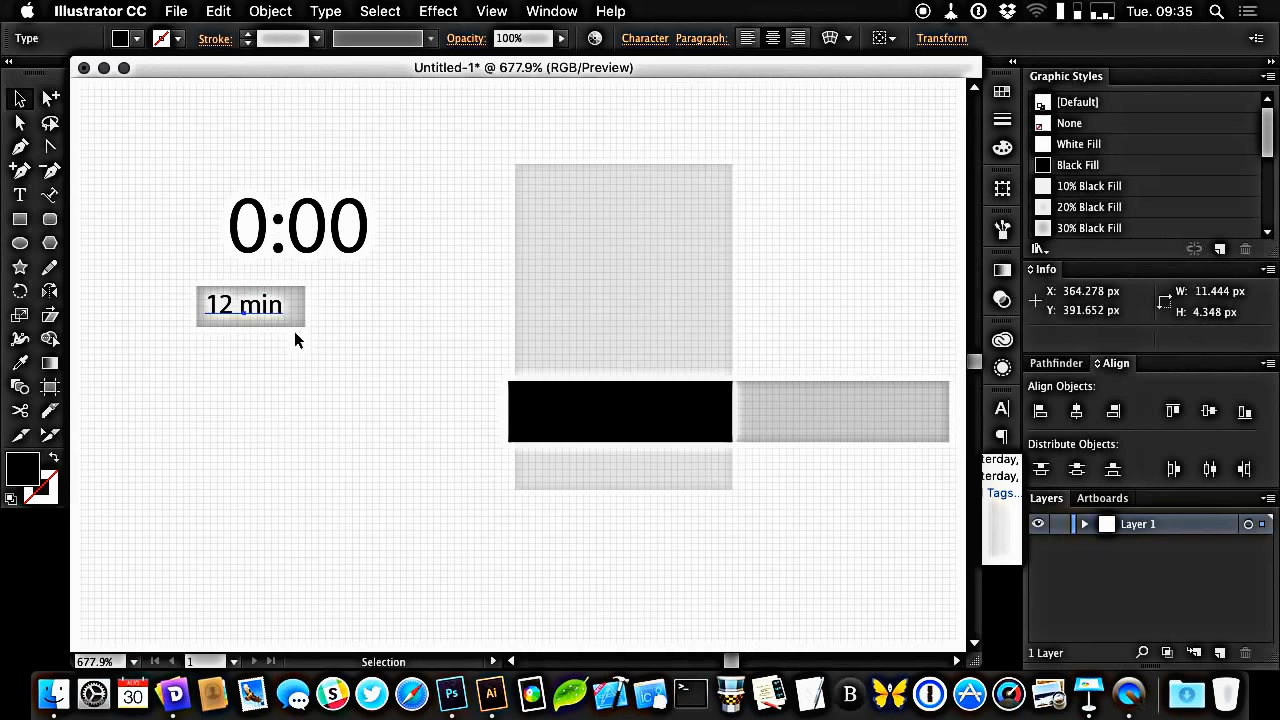 Illustrator CC File Edit Object Type Select Effect View Window Help Tue. 09:35
Type Stroke: Opacity: 100% Character Paragraph: Transform
Untitled-1* @ 677.9% (RGB/Preview)
Graphic Styles
[Default]
None
White Fill
Black Fill
10% Black Fill
20% Black Fill
30% Black Fill
0:00
12 min
Info
X: 364.278 px
Y: 391.652 px
W: 11.444 px
H: 4.348 px
Pathfinder Align
Align Objects:
Distribute Objects:
terday,
terday,
Tags...
Layers Artboards
Layer 1
1 Layer
677.9% 1 Selection
AUG
30
Ps
Ai
B